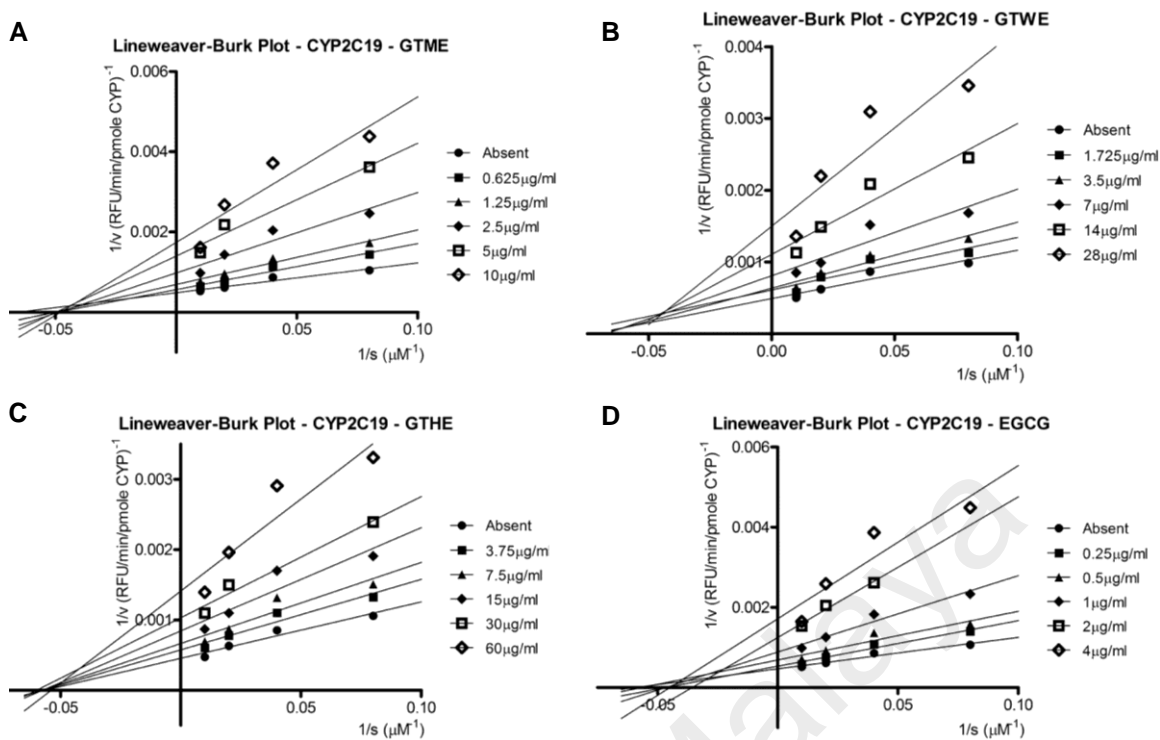 A
Lineweaver-Burk Plot - CYP2C19 - GTME
1/v (RFU/min/pmole CYP)⁻¹
0.006
0.004
0.002
-0.05
0.05
0.10
1/s (μM⁻¹)
Absent
0.625μg/ml
1.25μg/ml
2.5μg/ml
5μg/ml
10μg/ml
B
Lineweaver-Burk Plot - CYP2C19 - GTWE
1/v (RFU/min/pmole CYP)⁻¹
0.004
0.003
0.002
0.001
-0.05
0.00
0.05
0.10
1/s (μM⁻¹)
Absent
1.725μg/ml
3.5μg/ml
7μg/ml
14μg/ml
28μg/ml
C
Lineweaver-Burk Plot - CYP2C19 - GTHE
1/v (RFU/min/pmole CYP)⁻¹
0.003
0.002
0.001
-0.05
0.05
0.10
1/s (μM⁻¹)
Absent
3.75μg/ml
7.5μg/ml
15μg/ml
30μg/ml
60μg/ml
D
Lineweaver-Burk Plot - CYP2C19 - EGCG
1/v (RFU/min/pmole CYP)⁻¹
0.006
0.004
0.002
-0.05
0.05
0.10
1/s (μM⁻¹)
Absent
0.25μg/ml
0.5μg/ml
1μg/ml
2μg/ml
4μg/ml
Malaya